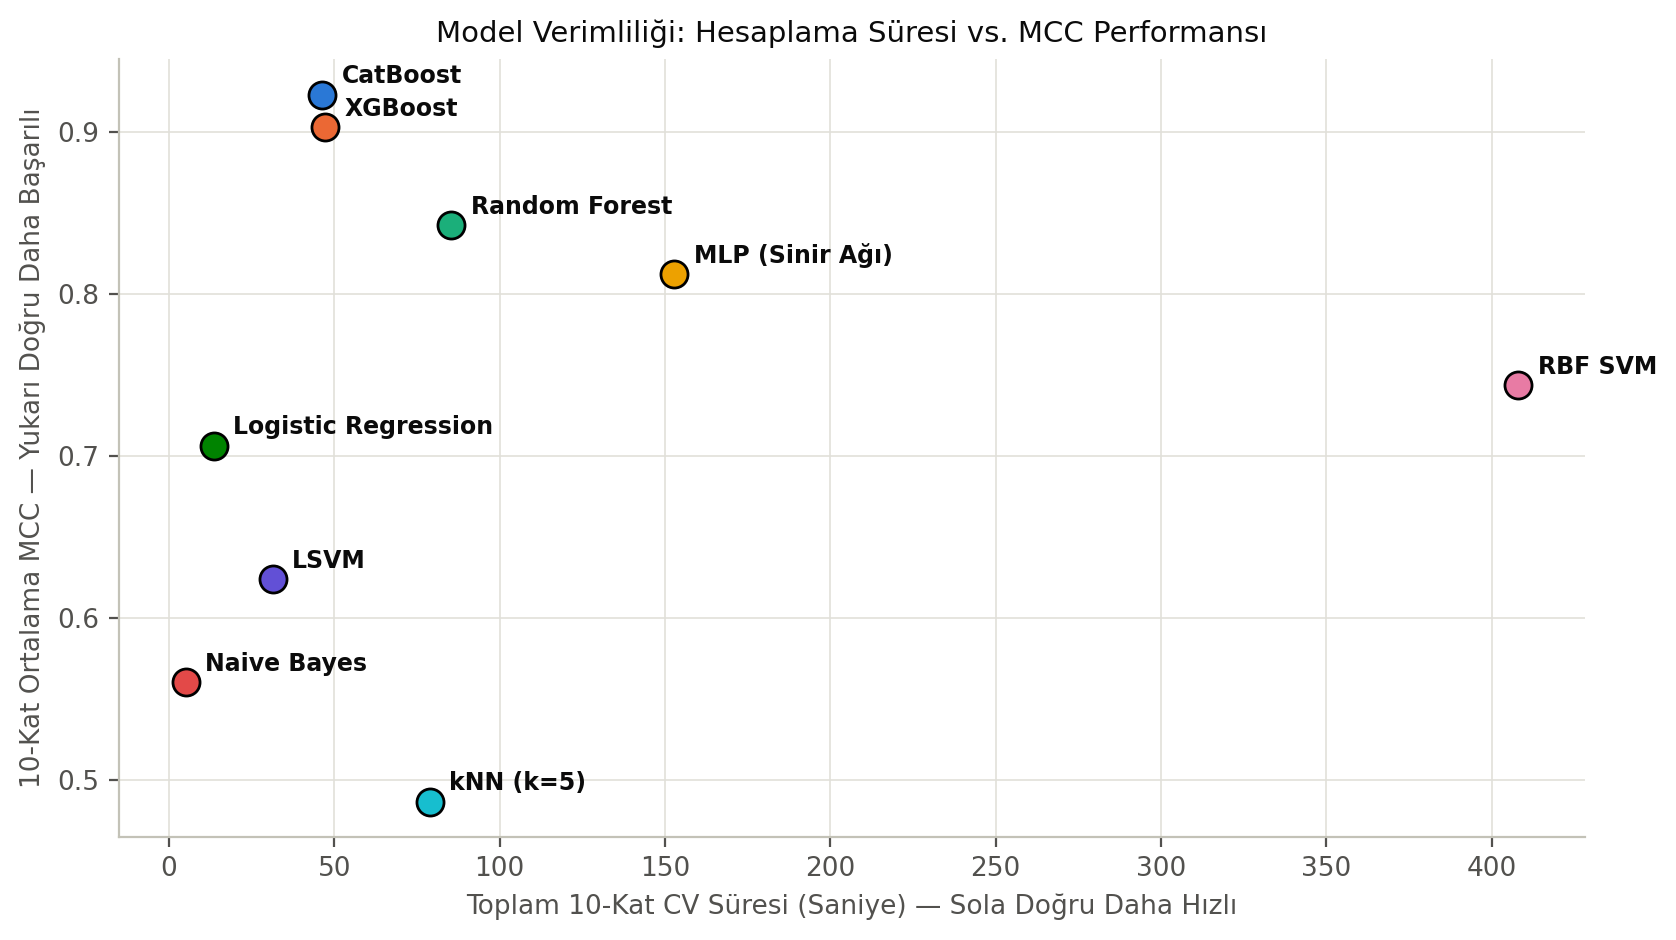 Model Verimliliği: Hesaplama Süresi vs. MCC Performansı
10-Kat Ortalama MCC — Yukarı Doğru Daha Başarılı
0.9
0.8
0.7
0.6
0.5
CatBoost
XGBoost
Random Forest
MLP (Sinir Ağı)
RBF SVM
Logistic Regression
LSVM
Naive Bayes
kNN (k=5)
0 50 100 150 200 250 300 350 400
Toplam 10-Kat CV Süresi (Saniye) — Sola Doğru Daha Hızlı